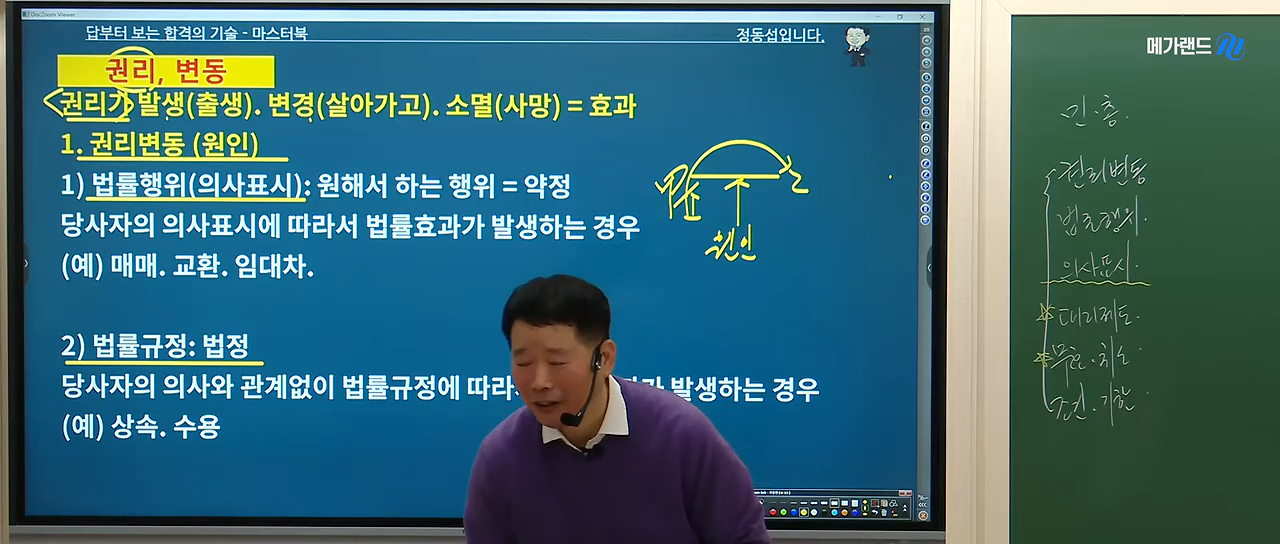 DocZoom Viewer
답부터 보는 합격의 기술 - 마스터북
정동섭입니다.
권리, 변동
권리가 발생(출생). 변경(살아가고). 소멸(사망) = 효과
1. 권리변동 (원인)
1) 법률행위(의사표시): 원해서 하는 행위 = 약정
당사자의 의사표시에 따라서 법률효과가 발생하는 경우
(예) 매매. 교환. 임대차.
2) 법률규정: 법정
당사자의 의사와 관계없이 법률규정에 따라 가 발생하는 경우
(예) 상속. 수용
원인
메가랜드
민·총.
권리변동
법률행위.
의사표시.
대리제도.
무효·취소.
조건·기한